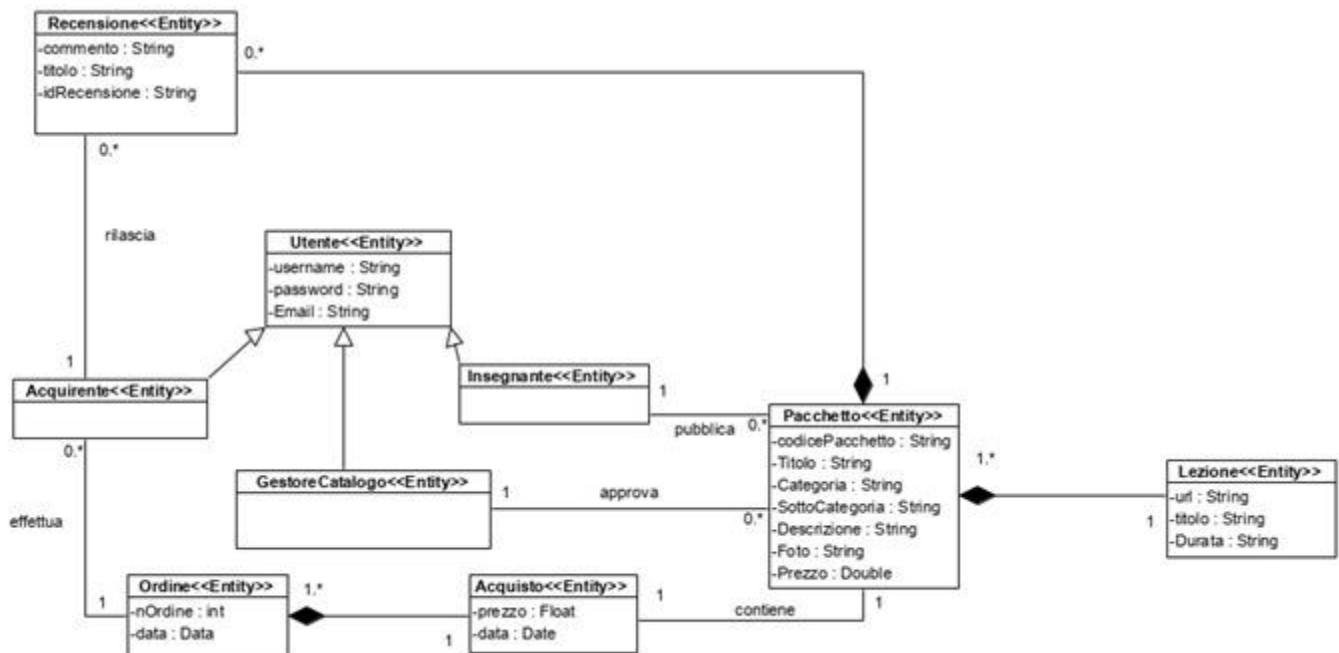 Recensione<<Entity>>
-commento : String
-titolo : String
-idRecensione : String
0.*
0.*
rilascia
1
Utente<<Entity>>
-username : String
-password : String
-Email : String
Acquirente<<Entity>>
0.*
effettua
1
Insegnante<<Entity>>
1
pubblica
0.*
GestoreCatalogo<<Entity>>
1
approva
0.*
1
Pacchetto<<Entity>>
-codicePacchetto : String
-Titolo : String
-Categoria : String
-SottoCategoria : String
-Descrizione : String
-Foto : String
-Prezzo : Double
1.*
1
Lezione<<Entity>>
-url : String
-titolo : String
-Durata : String
Ordine<<Entity>>
-nOrdine : int
-data : Data
1.*
1
Acquisto<<Entity>>
-prezzo : Float
-data : Date
1
contiene
1